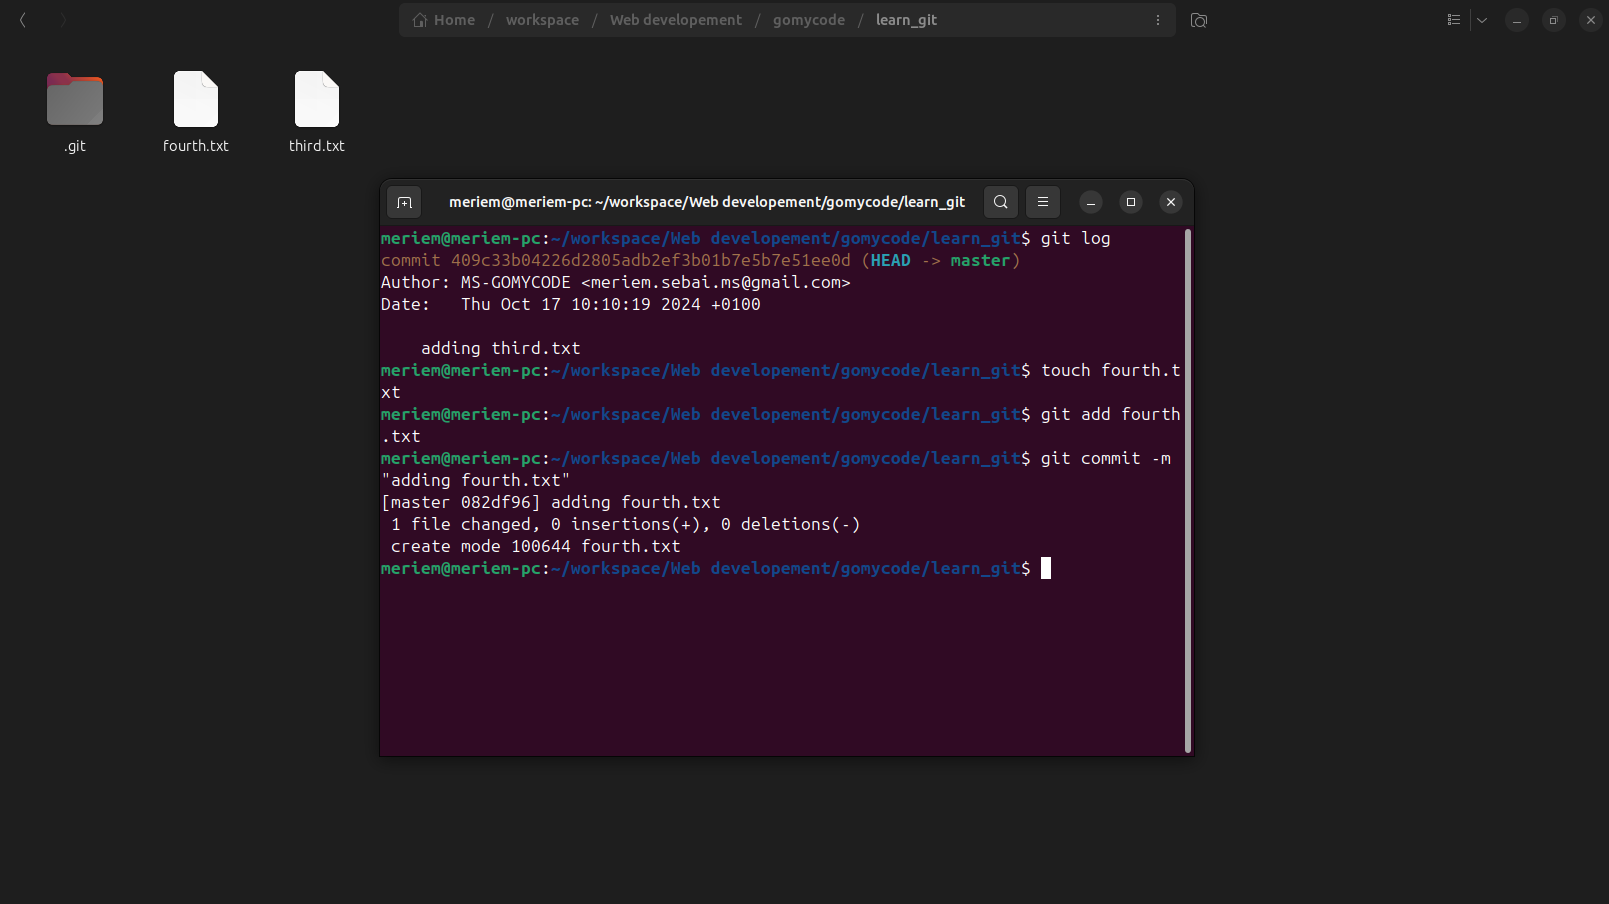 Home / workspace / Web developement / gomycode / learn_git
.git
fourth.txt
third.txt
meriem@meriem-pc: ~/workspace/Web developement/gomycode/learn_git
meriem@meriem-pc:~/workspace/Web developement/gomycode/learn_git$ git log
commit 409c33b04226d2805adb2ef3b01b7e5b7e51ee0d (HEAD -> master)
Author: MS-GOMYCODE <meriem.sebai.ms@gmail.com>
Date:   Thu Oct 17 10:10:19 2024 +0100
    adding third.txt
meriem@meriem-pc:~/workspace/Web developement/gomycode/learn_git$ touch fourth.t
xt
meriem@meriem-pc:~/workspace/Web developement/gomycode/learn_git$ git add fourth
.txt
meriem@meriem-pc:~/workspace/Web developement/gomycode/learn_git$ git commit -m
"adding fourth.txt"
[master 082df96] adding fourth.txt
 1 file changed, 0 insertions(+), 0 deletions(-)
 create mode 100644 fourth.txt
meriem@meriem-pc:~/workspace/Web developement/gomycode/learn_git$